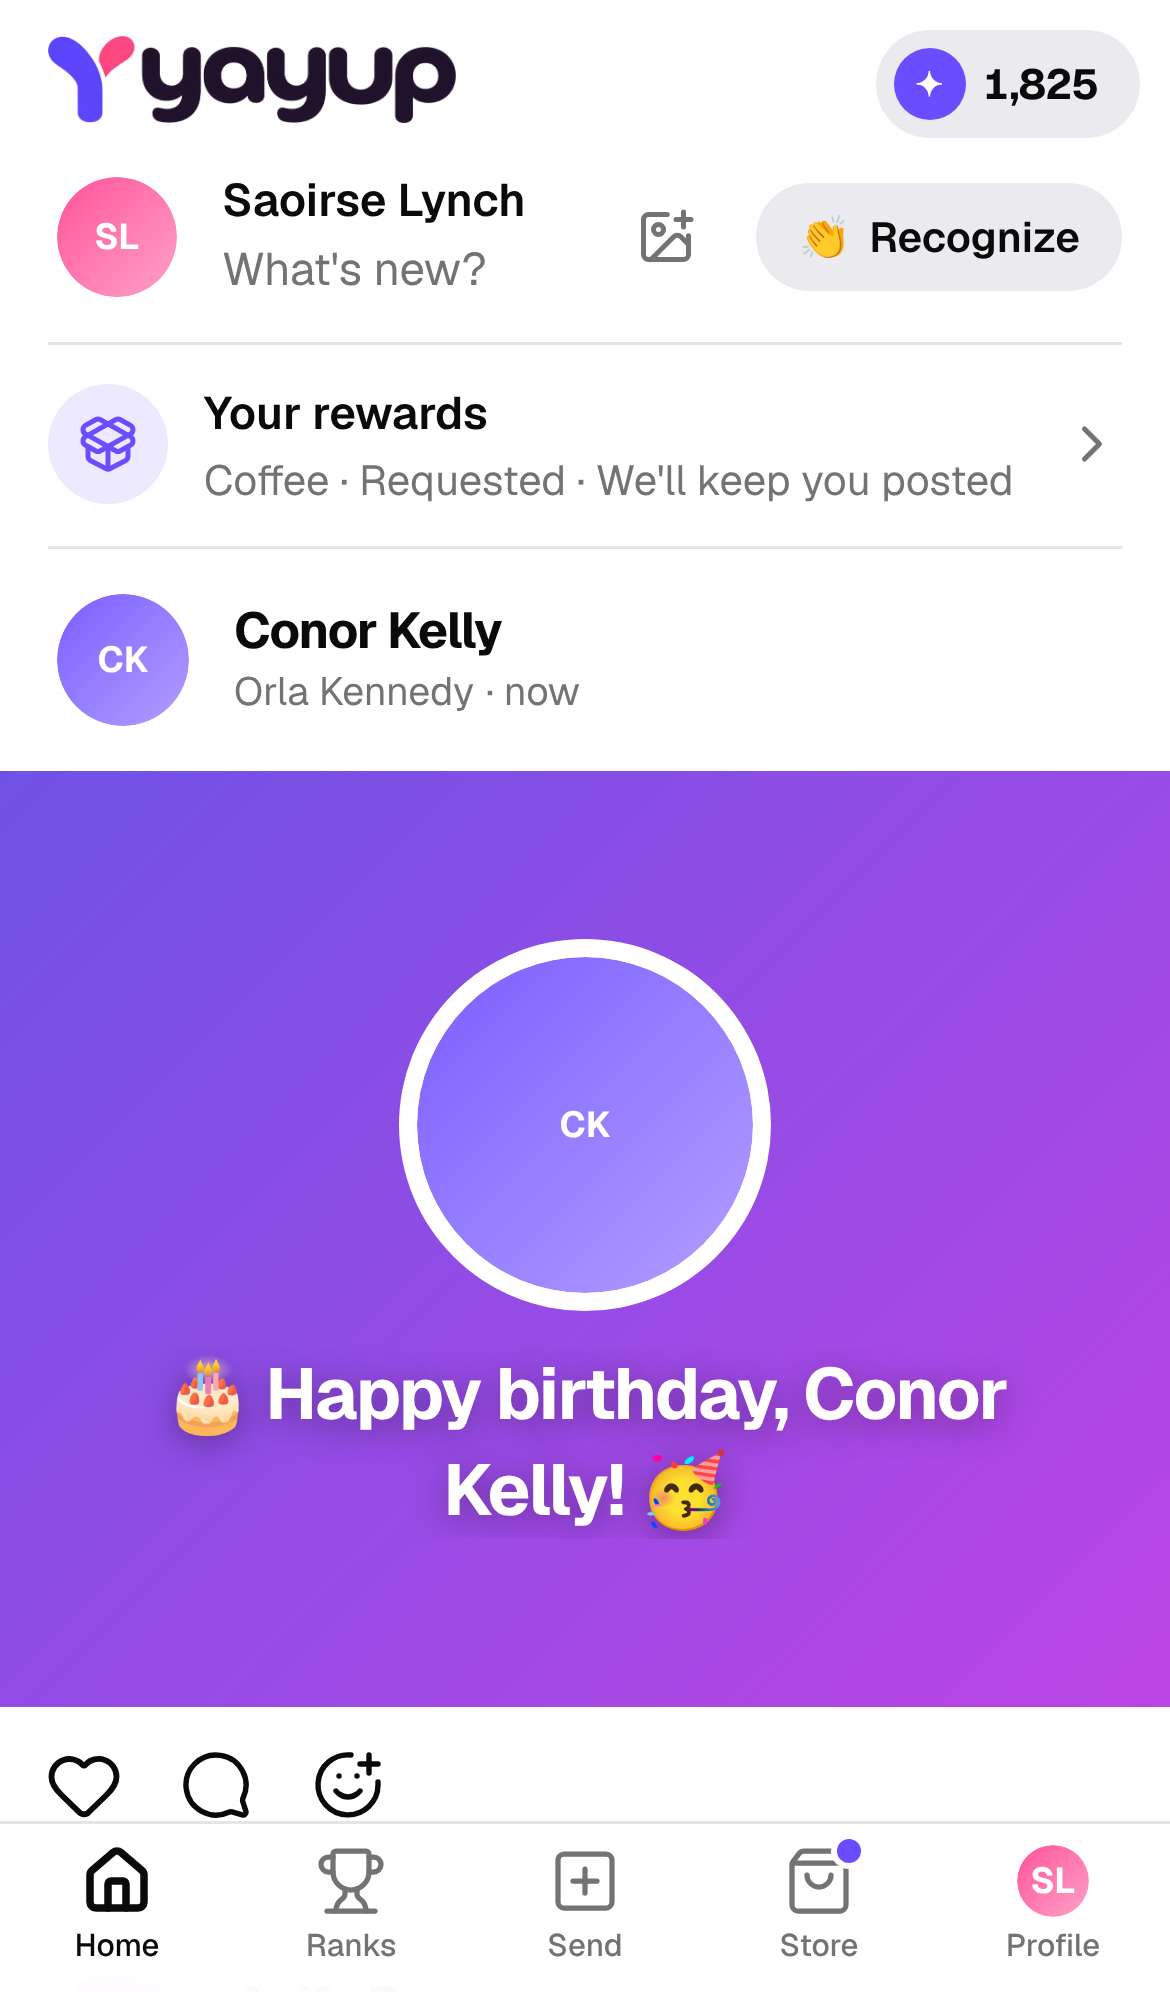 yayup
1,825
SL
Saoirse Lynch
What's new?
👏 Recognize
Your rewards
Coffee · Requested · We'll keep you posted
CK
Conor Kelly
Orla Kennedy · now
CK
🎂 Happy birthday, Conor
Kelly! 🥳
Home
Ranks
Send
Store
SL
Profile